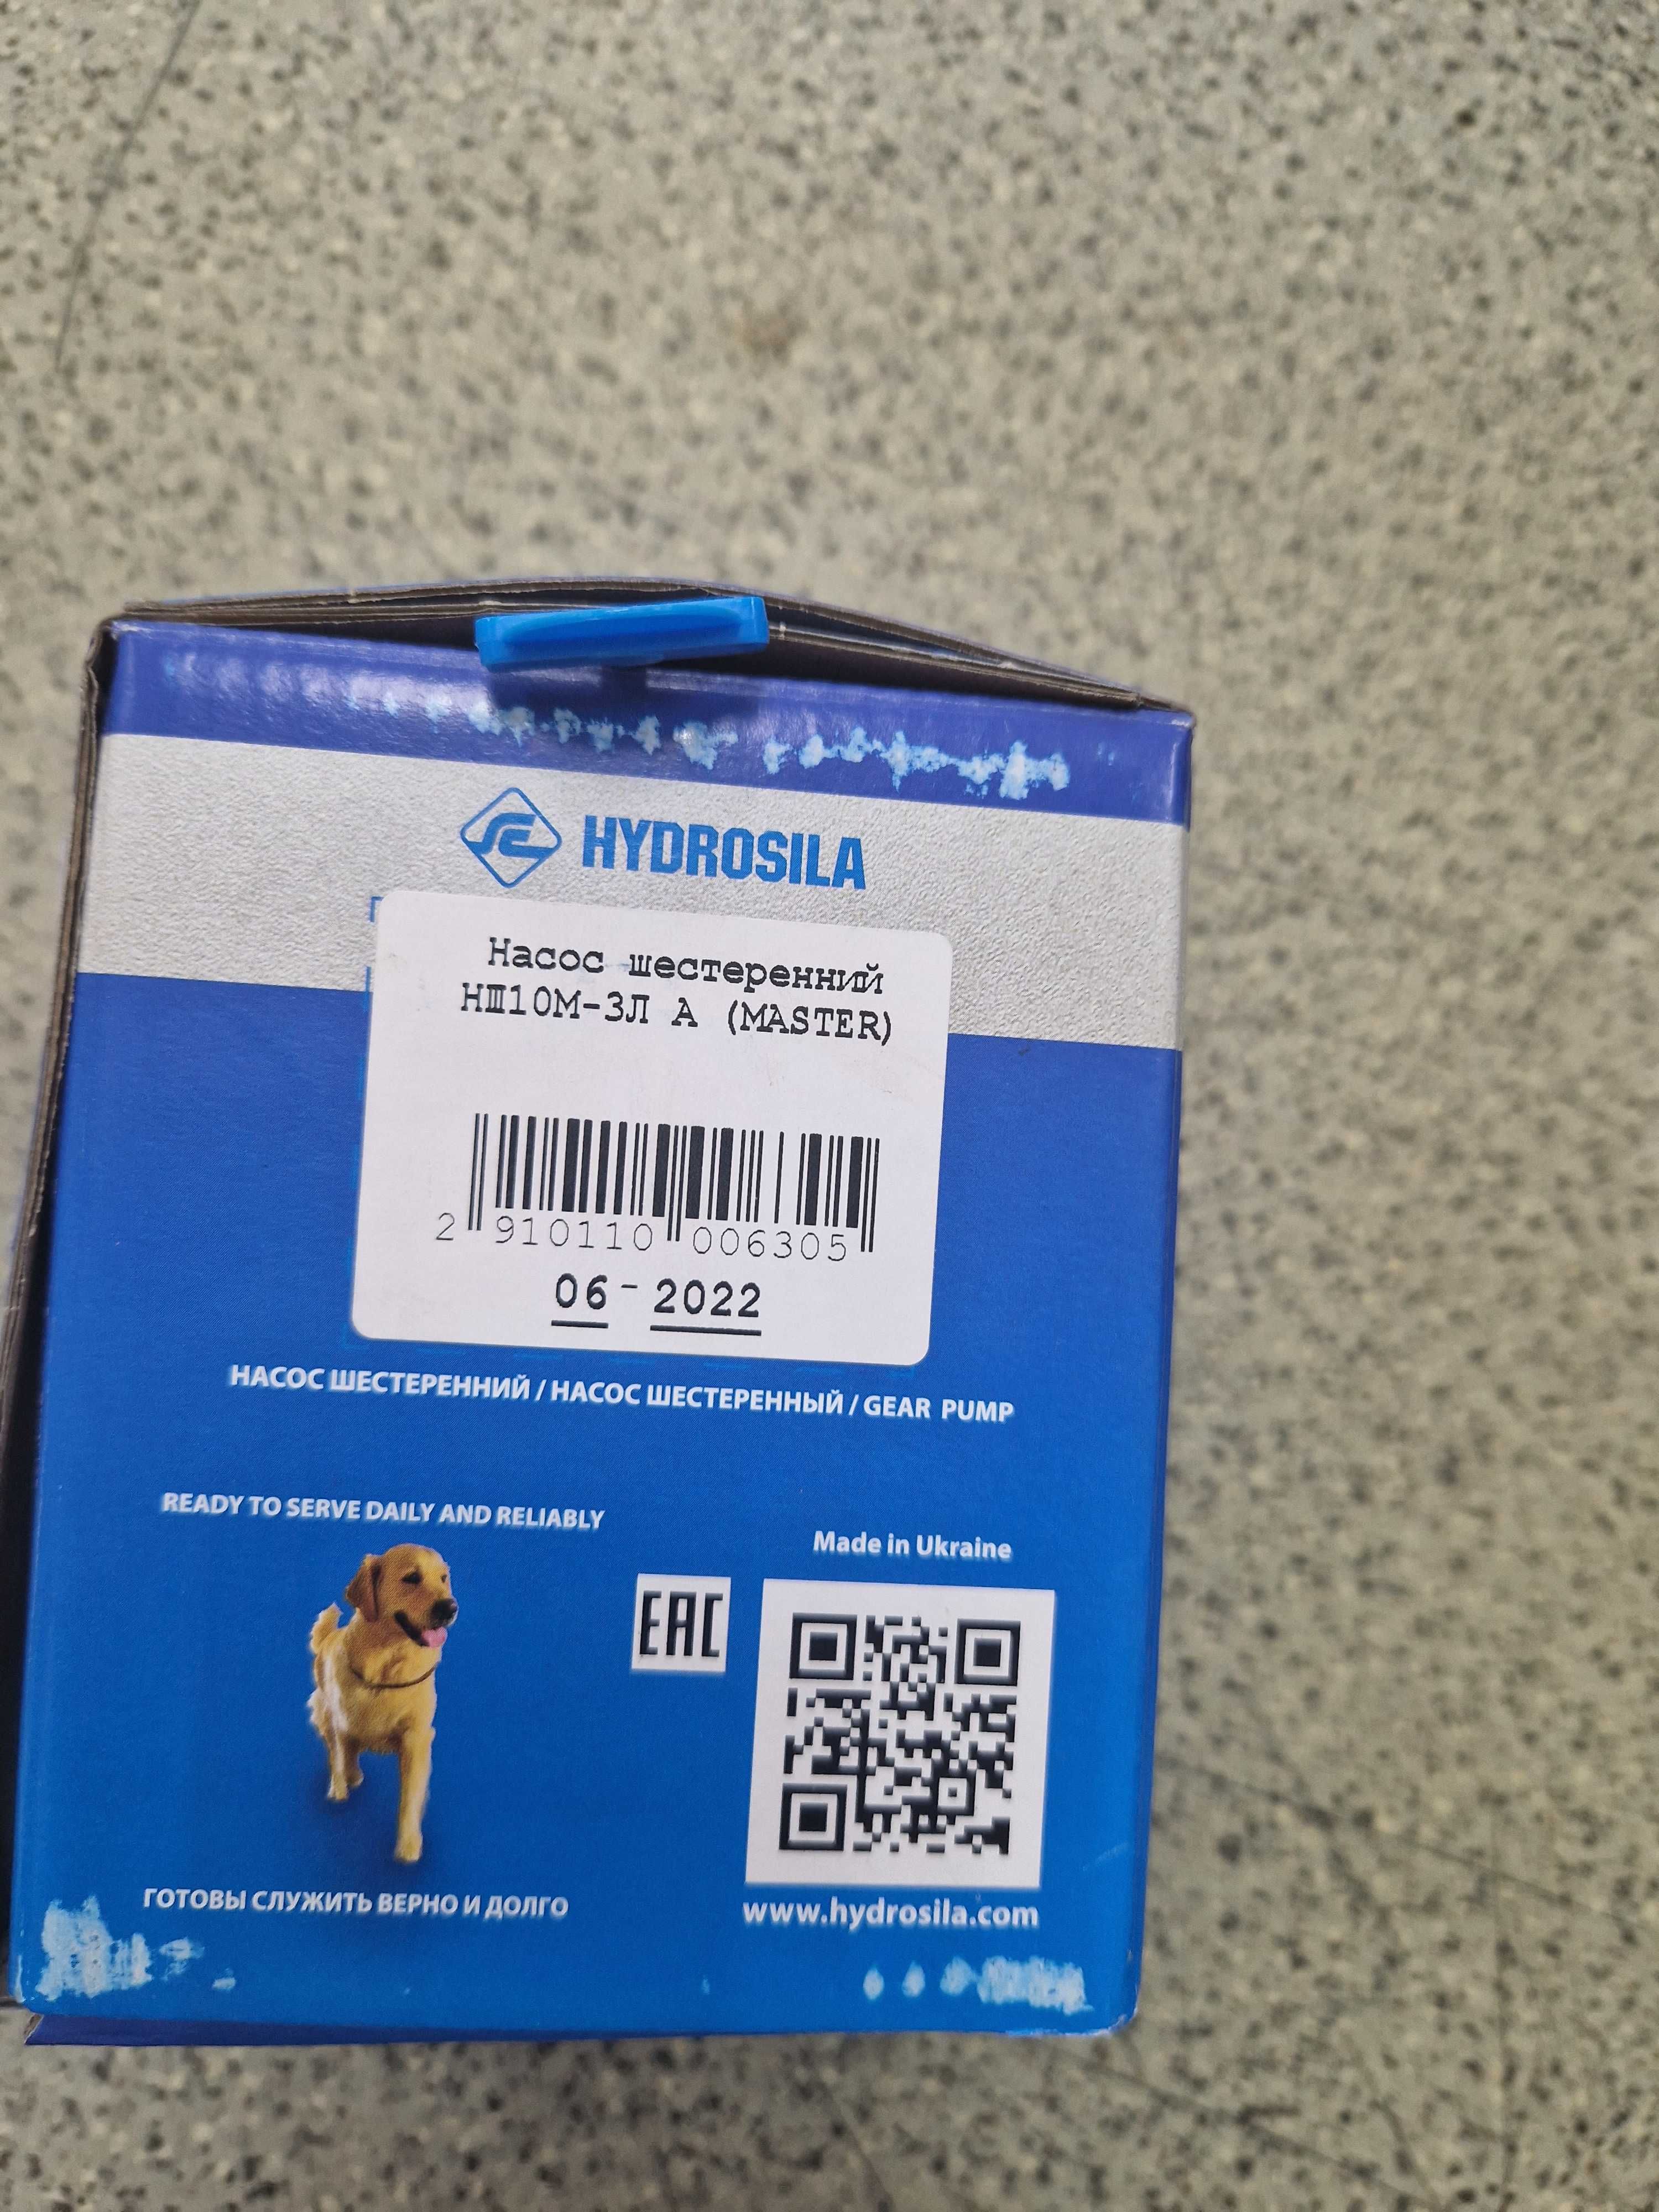 HYDROSILA
Насос шестеренний
НШ10М-3Л А (MASTER)
2 910110 006305
06 - 2022
НАСОС ШЕСТЕРЕННИЙ / НАСОС ШЕСТЕРЕННЫЙ / GEAR PUMP
READY TO SERVE DAILY AND RELIABLY
Made in Ukraine
EAC
ГОТОВЫ СЛУЖИТЬ ВЕРНО И ДОЛГО
www.hydrosila.com